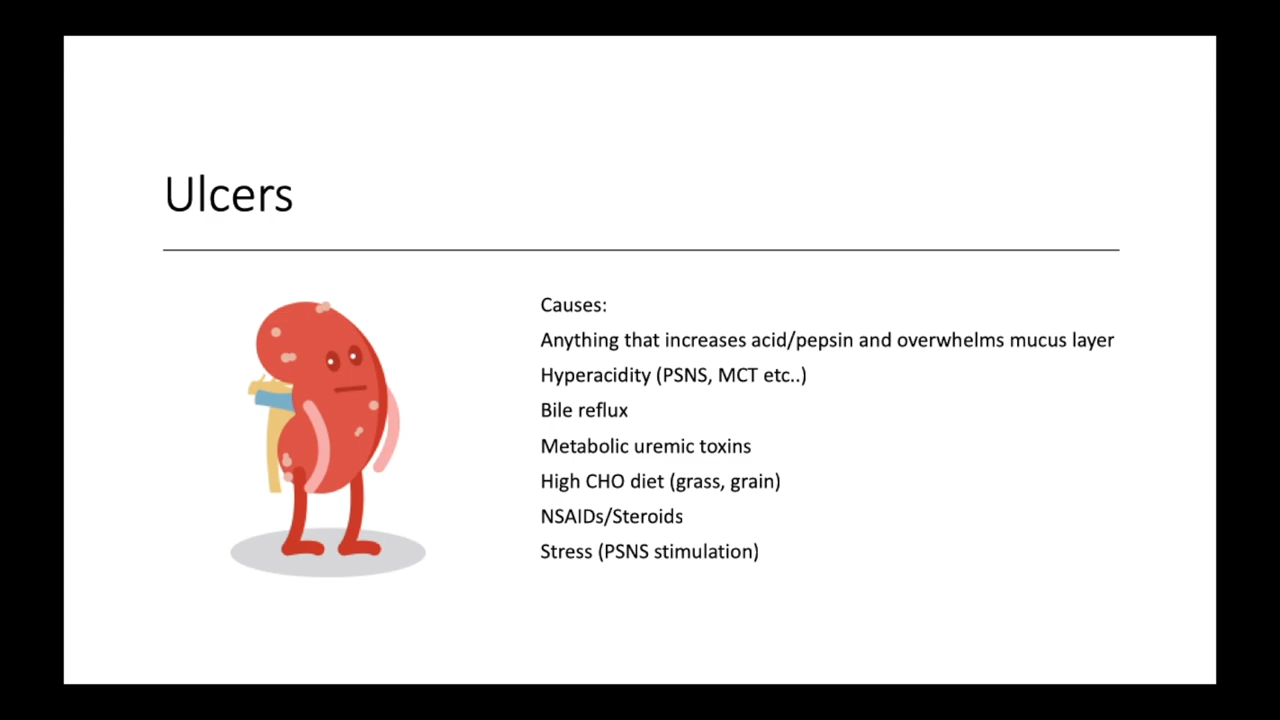 Ulcers
Causes:
Anything that increases acid/pepsin and overwhelms mucus layer
Hyperacidity (PSNS, MCT etc..)
Bile reflux
Metabolic uremic toxins
High CHO diet (grass, grain)
NSAIDs/Steroids
Stress (PSNS stimulation)